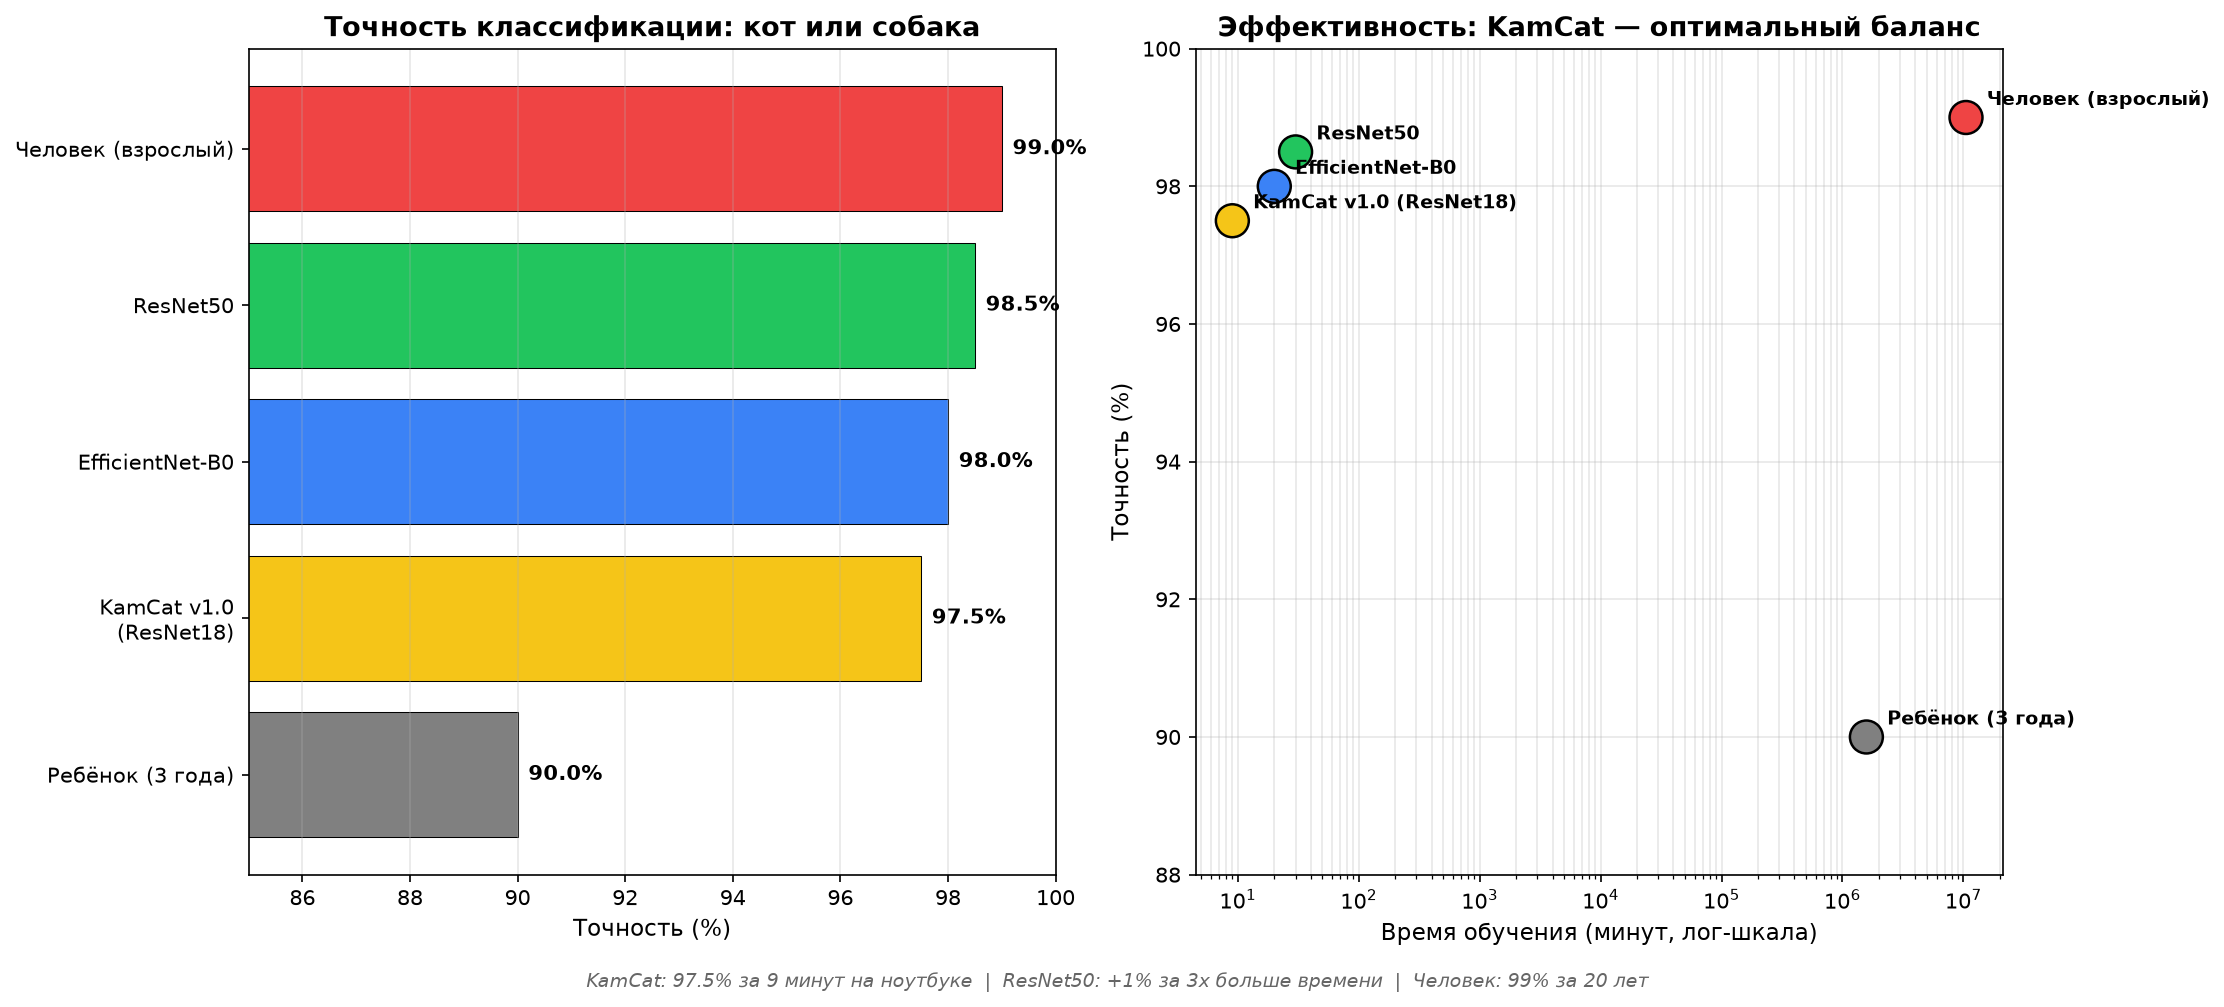 Точность классификации: кот или собака
Человек (взрослый)
99.0%
ResNet50
98.5%
EfficientNet-B0
98.0%
KamCat v1.0
(ResNet18)
97.5%
Ребёнок (3 года)
90.0%
86 88 90 92 94 96 98 100
Точность (%)
Эффективность: KamCat — оптимальный баланс
100
98
96
94
92
90
88
Точность (%)
Человек (взрослый)
ResNet50
EfficientNet-B0
KamCat v1.0 (ResNet18)
Ребёнок (3 года)
10¹ 10² 10³ 10⁴ 10⁵ 10⁶ 10⁷
Время обучения (минут, лог-шкала)
KamCat: 97.5% за 9 минут на ноутбуке | ResNet50: +1% за 3x больше времени | Человек: 99% за 20 лет